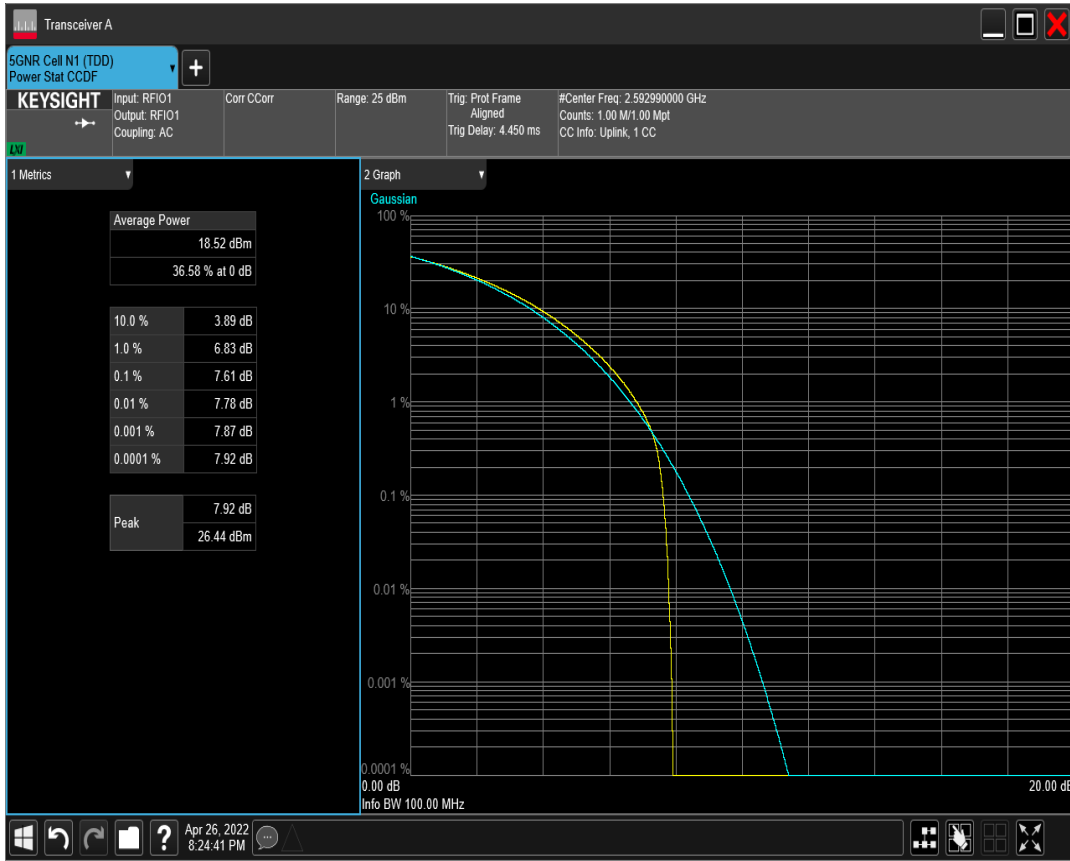 Transceiver A
5GNR Cell N1 (TDD)
Power Stat CCDF
+
KEYSIGHT
LXI
Input: RFIO1
Output: RFIO1
Coupling: AC
Corr CCorr
Range: 25 dBm
Trig: Prot Frame
Aligned
Trig Delay: 4.450 ms
#Center Freq: 2.592990000 GHz
Counts: 1.00 M/1.00 Mpt
CC Info: Uplink, 1 CC
1 Metrics
Average Power
18.52 dBm
36.58 % at 0 dB
10.0 % 3.89 dB
1.0 % 6.83 dB
0.1 % 7.61 dB
0.01 % 7.78 dB
0.001 % 7.87 dB
0.0001 % 7.92 dB
Peak
7.92 dB
26.44 dBm
2 Graph
Gaussian
100 %
10 %
1 %
0.1 %
0.01 %
0.001 %
0.0001 %
0.00 dB 20.00 dB
Info BW 100.00 MHz
?
Apr 26, 2022
8:24:41 PM